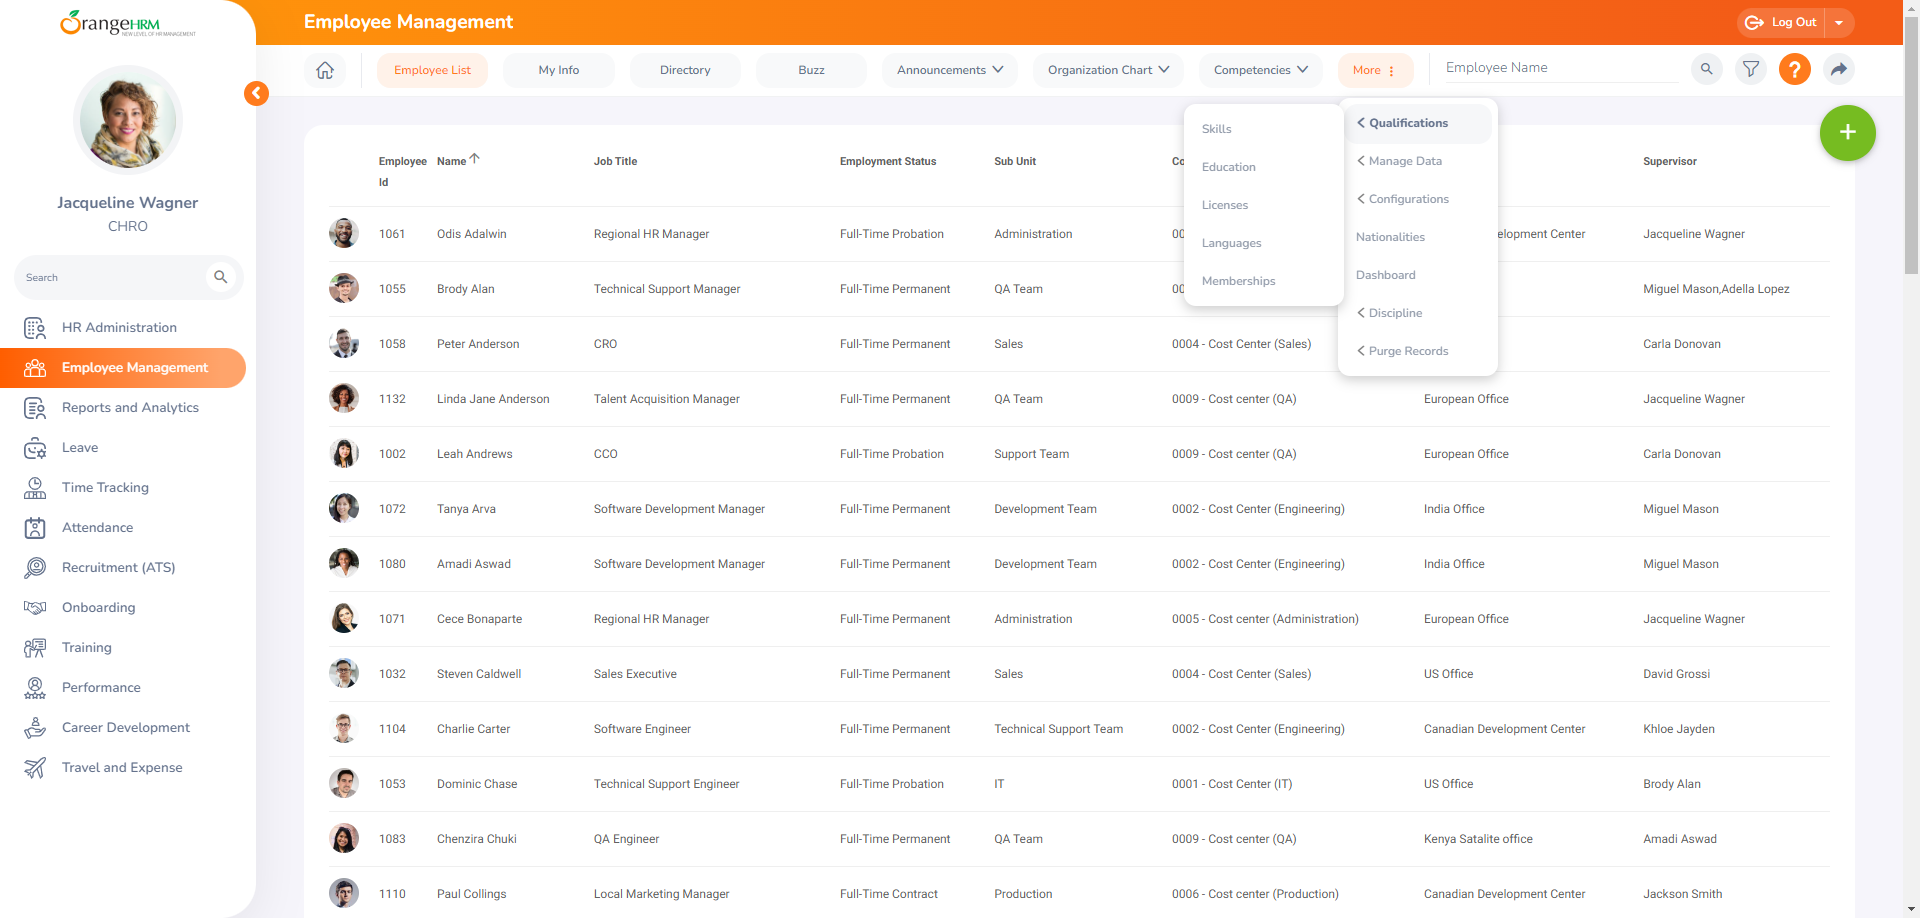 OrangeHRM
NEW LEVEL OF HR MANAGEMENT
Employee Management
Log Out
Employee List
My Info
Directory
Buzz
Announcements
Organization Chart
Competencies
More
Employee Name
?
Jacqueline Wagner
CHRO
Search
HR Administration
Employee Management
Reports and Analytics
Leave
Time Tracking
Attendance
Recruitment (ATS)
Onboarding
Training
Performance
Career Development
Travel and Expense
Skills
Education
Licenses
Languages
Memberships
Qualifications
Manage Data
Configurations
Nationalities
Dashboard
Discipline
Purge Records
+
Employee Id Name Job Title Employment Status Sub Unit Supervisor
1061 Odis Adalwin Regional HR Manager Full-Time Probation Administration Jacqueline Wagner
1055 Brody Alan Technical Support Manager Full-Time Permanent QA Team Miguel Mason,Adella Lopez
1058 Peter Anderson CRO Full-Time Permanent Sales 0004 - Cost Center (Sales) Carla Donovan
1132 Linda Jane Anderson Talent Acquisition Manager Full-Time Permanent QA Team 0009 - Cost center (QA) European Office Jacqueline Wagner
1002 Leah Andrews CCO Full-Time Probation Support Team 0009 - Cost center (QA) European Office Carla Donovan
1072 Tanya Arva Software Development Manager Full-Time Permanent Development Team 0002 - Cost Center (Engineering) India Office Miguel Mason
1080 Amadi Aswad Software Development Manager Full-Time Permanent Development Team 0002 - Cost Center (Engineering) India Office Miguel Mason
1071 Cece Bonaparte Regional HR Manager Full-Time Permanent Administration 0005 - Cost center (Administration) European Office Jacqueline Wagner
1032 Steven Caldwell Sales Executive Full-Time Permanent Sales 0004 - Cost Center (Sales) US Office David Grossi
1104 Charlie Carter Software Engineer Full-Time Permanent Technical Support Team 0002 - Cost Center (Engineering) Canadian Development Center Khloe Jayden
1053 Dominic Chase Technical Support Engineer Full-Time Probation IT 0001 - Cost Center (IT) US Office Brody Alan
1083 Chenzira Chuki QA Engineer Full-Time Permanent QA Team 0009 - Cost center (QA) Kenya Satalite office Amadi Aswad
1110 Paul Collings Local Marketing Manager Full-Time Contract Production 0006 - Cost center (Production) Canadian Development Center Jackson Smith